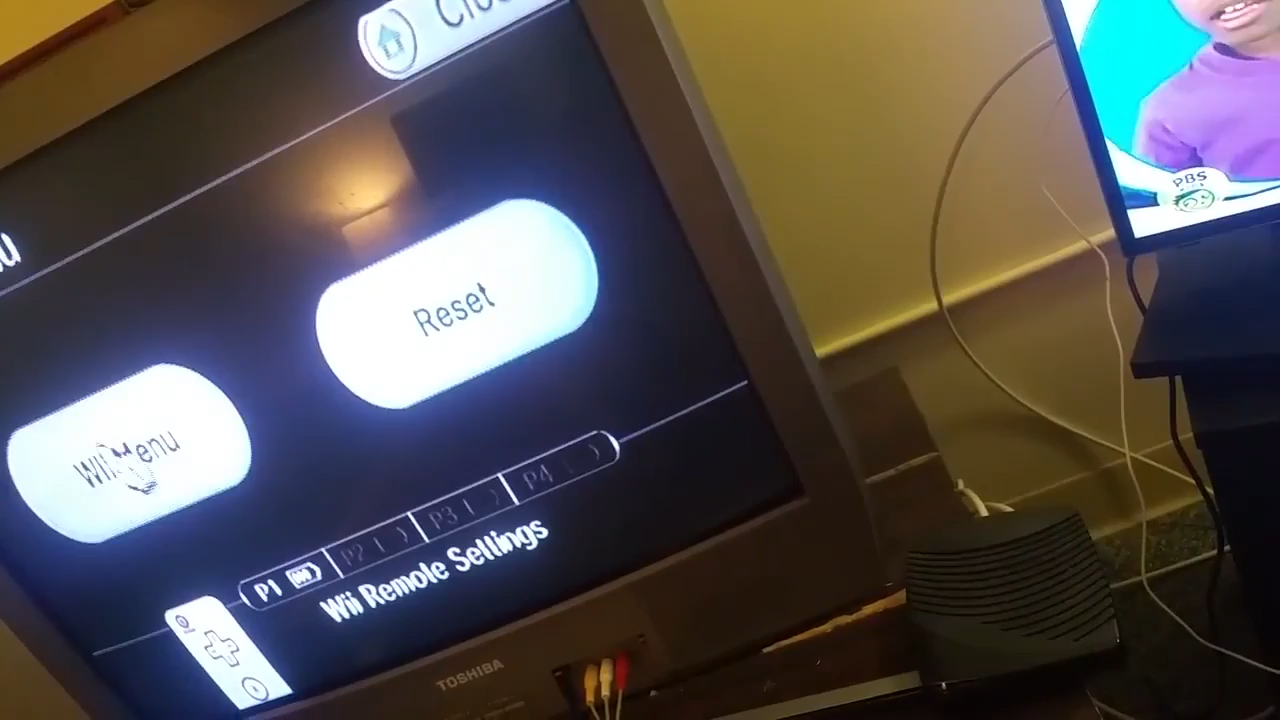 Reset
Wii Menu
P1
P2
P3
P4
Wii Remote Settings
TOSHIBA
PBS